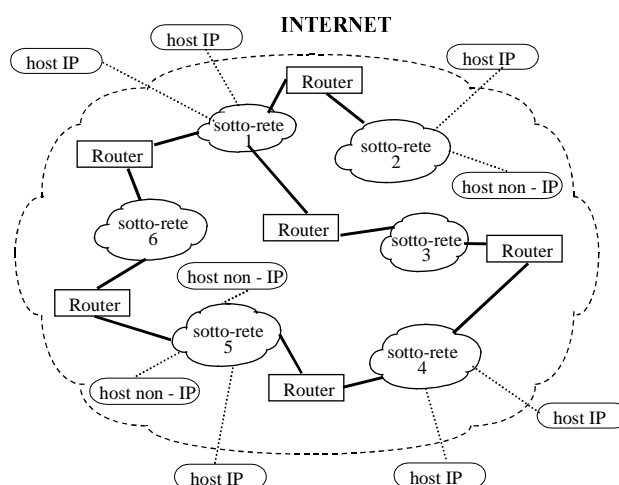 INTERNET
host IP
host IP
host IP
Router
sotto-rete
1
sotto-rete
2
Router
host non - IP
sotto-rete
6
Router
sotto-rete
3
Router
host non - IP
Router
sotto-rete
5
sotto-rete
4
host non - IP
Router
host IP
host IP
host IP